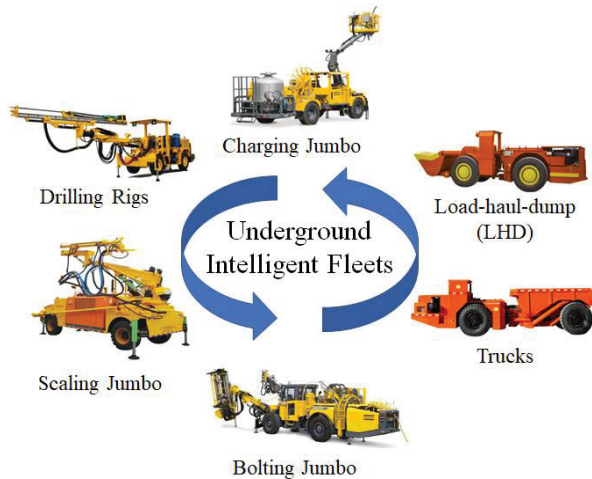 Charging Jumbo
Drilling Rigs
Load-haul-dump
(LHD)
Underground
Intelligent Fleets
Scaling Jumbo
Trucks
Bolting Jumbo